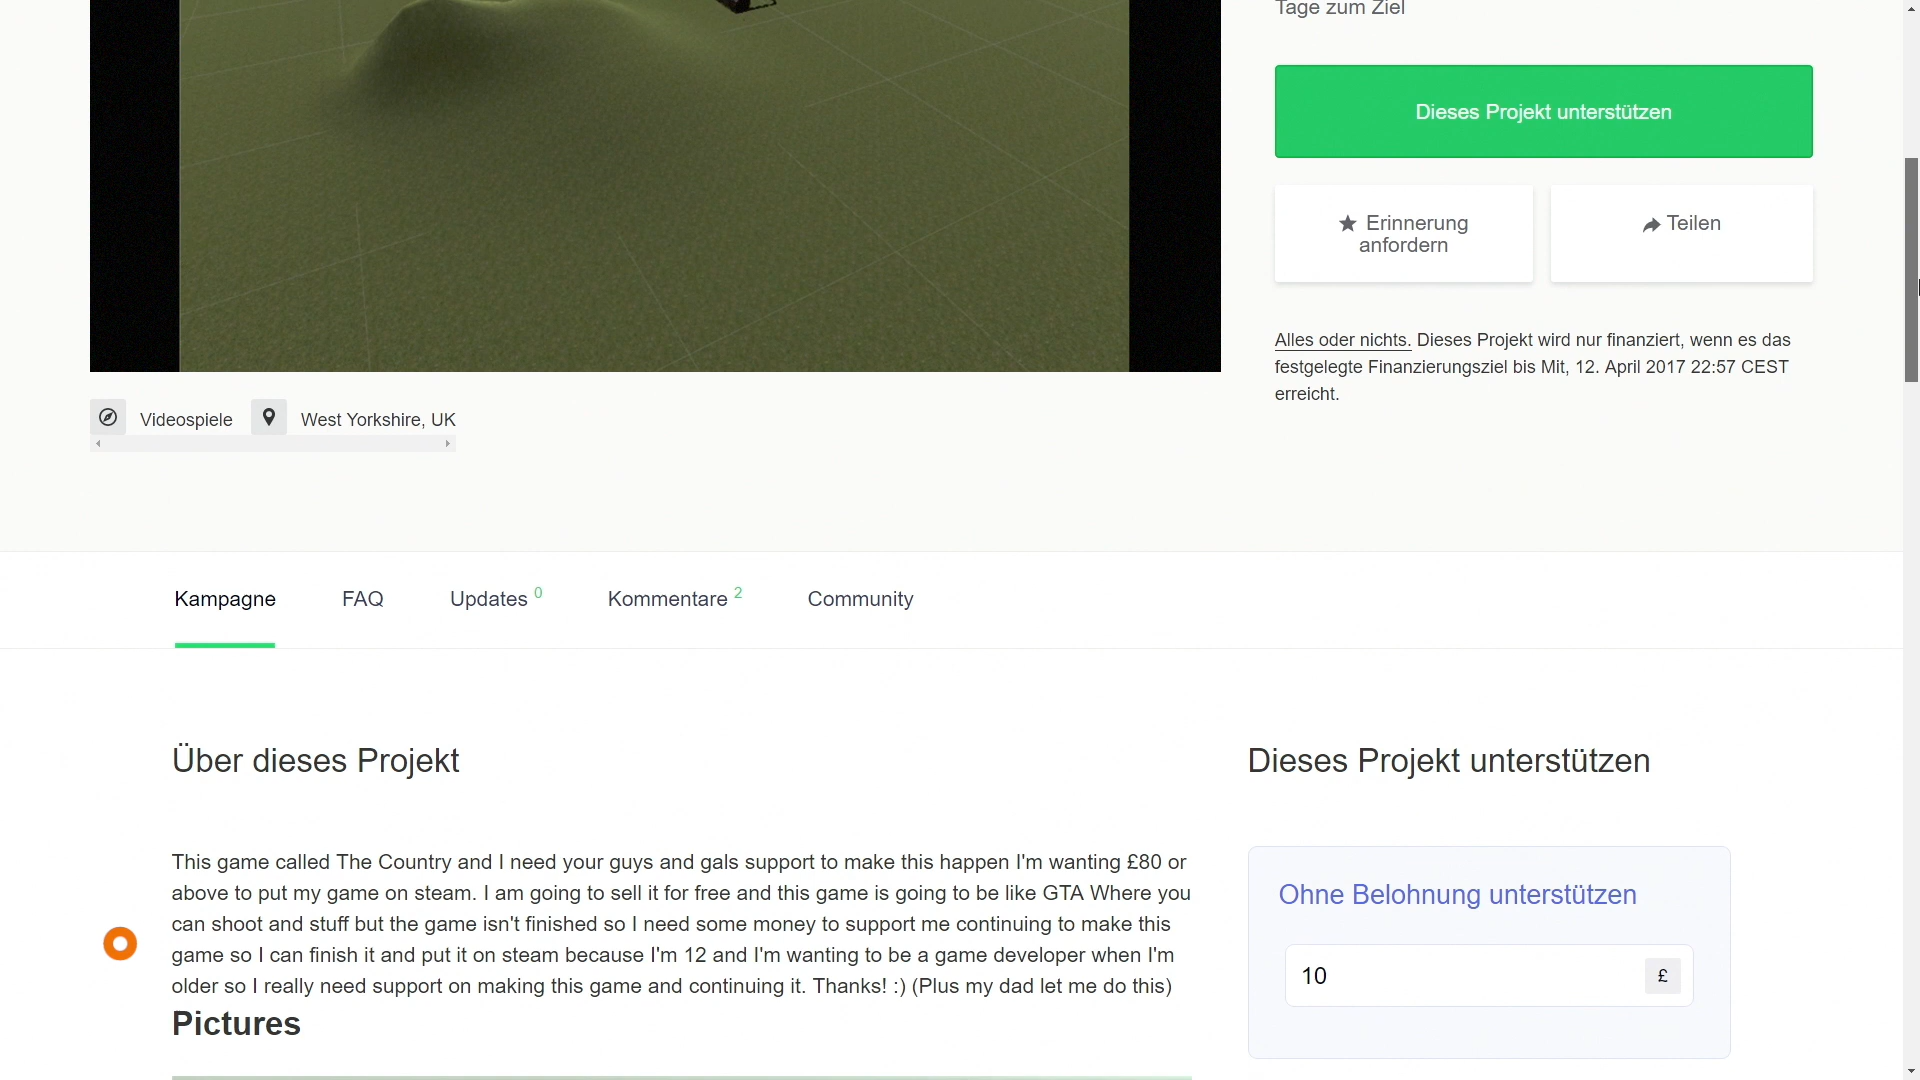 Tage zum Ziel
Dieses Projekt unterstützen
Erinnerung
anfordern
Teilen
Alles oder nichts. Dieses Projekt wird nur finanziert, wenn es das
festgelegte Finanzierungsziel bis Mit, 12. April 2017 22:57 CEST
erreicht.
Videospiele West Yorkshire, UK
Kampagne FAQ Updates 0 Kommentare 2 Community
Über dieses Projekt
This game called The Country and I need your guys and gals support to make this happen I'm wanting £80 or
above to put my game on steam. I am going to sell it for free and this game is going to be like GTA Where you
can shoot and stuff but the game isn't finished so I need some money to support me continuing to make this
game so I can finish it and put it on steam because I'm 12 and I'm wanting to be a game developer when I'm
older so I really need support on making this game and continuing it. Thanks! :) (Plus my dad let me do this)
Pictures
Dieses Projekt unterstützen
Ohne Belohnung unterstützen
10 £